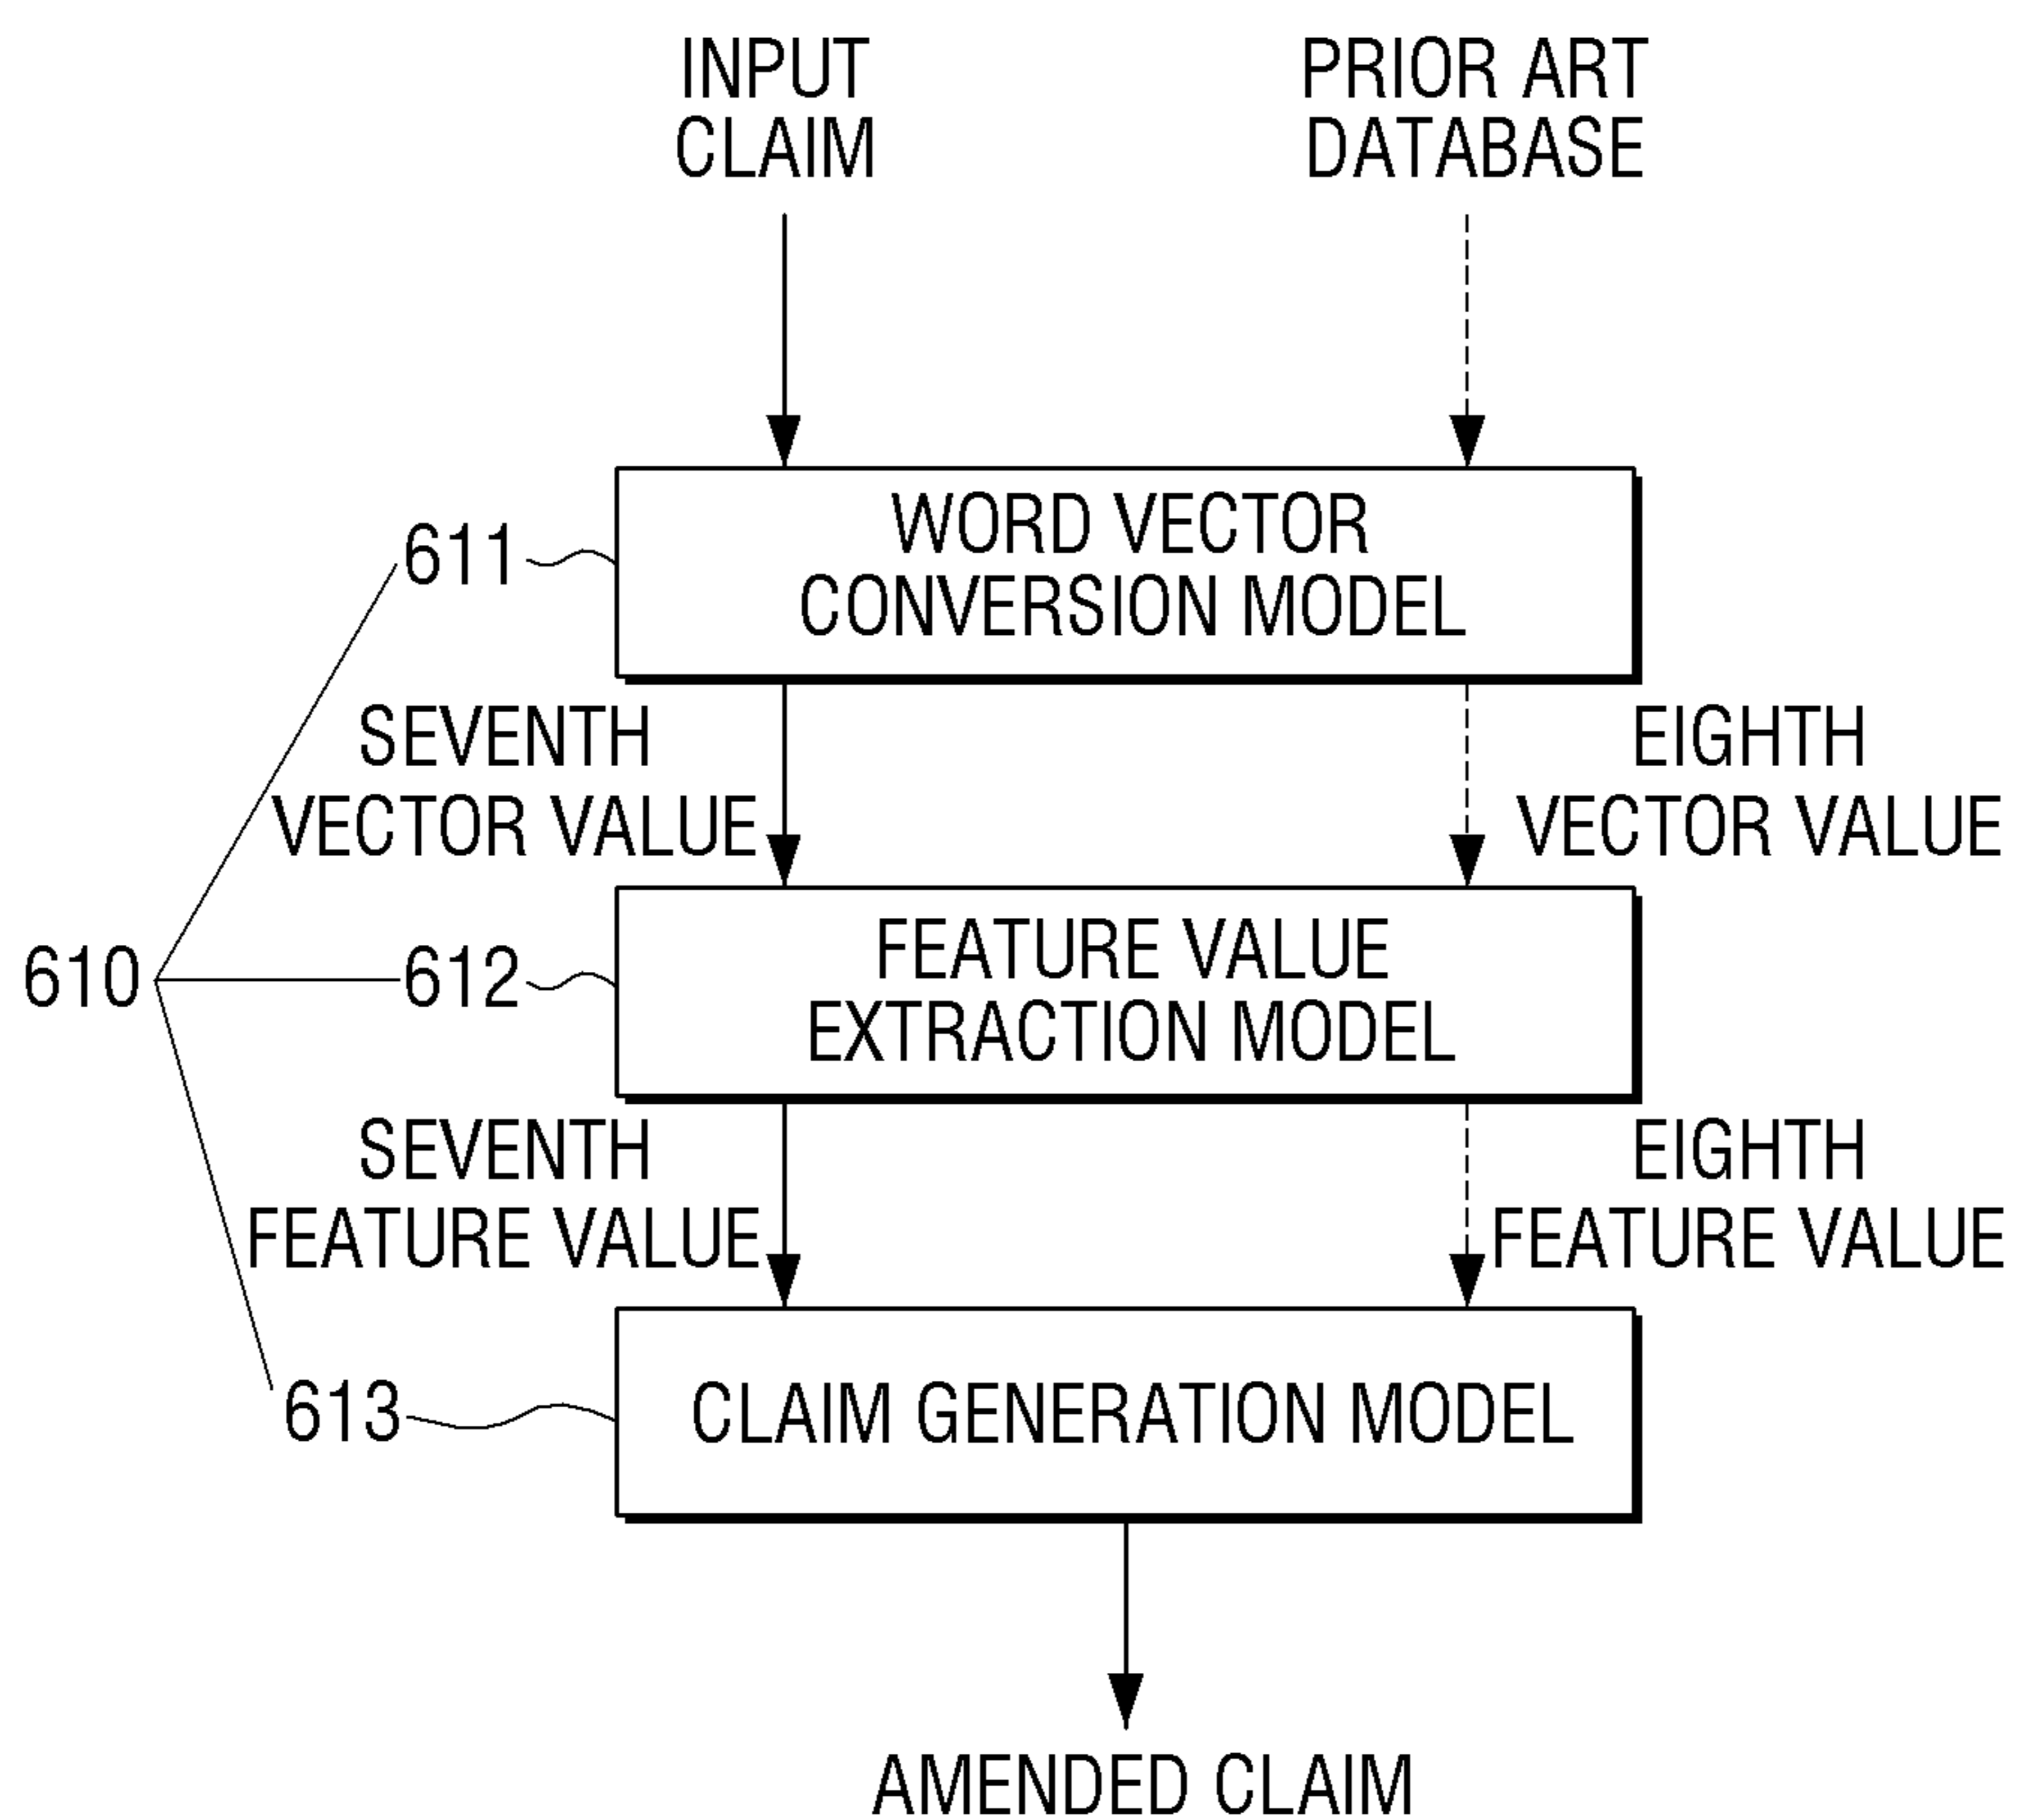 INPUT
CLAIM
PRIOR ART
DATABASE
611
WORD VECTOR
CONVERSION MODEL
SEVENTH
VECTOR VALUE
EIGHTH
VECTOR VALUE
610
612
FEATURE VALUE
EXTRACTION MODEL
SEVENTH
FEATURE VALUE
EIGHTH
FEATURE VALUE
613
CLAIM GENERATION MODEL
AMENDED CLAIM